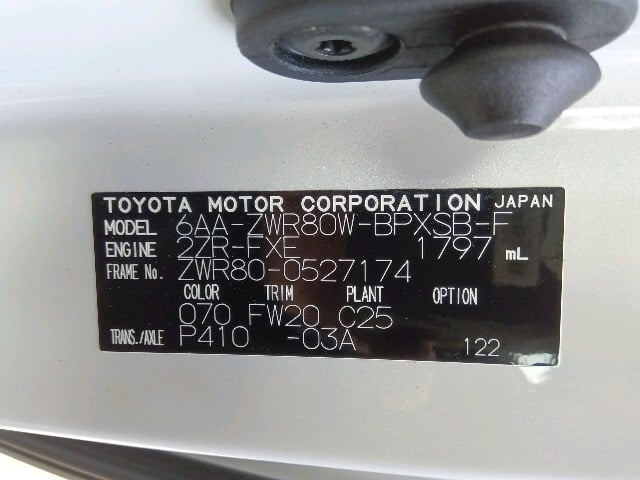 TOYOTA MOTOR CORPORATION JAPAN
MODEL 6AA-ZWR80W-BPXSB-F
ENGINE 2ZR-FXE 1797 mL
FRAME No. ZWR80-0527174
COLOR TRIM PLANT OPTION
070 FW20 C25
TRANS./AXLE P410 -03A 122